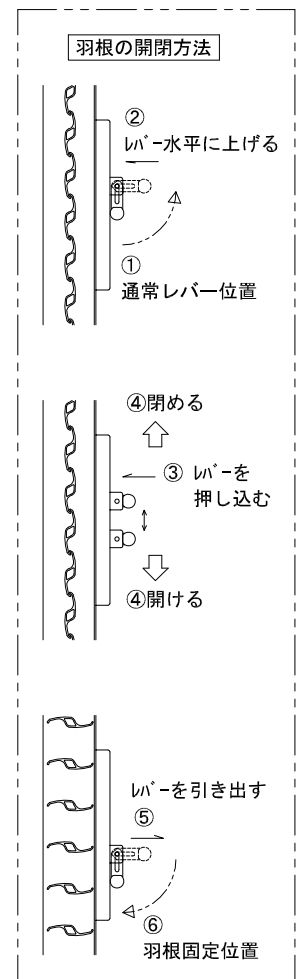 羽根の開閉方法
②
ﾚﾊﾞｰ水平に上げる
①
通常レバー位置
④閉める
③ ﾚﾊﾞｰを
押し込む
④開ける
ﾚﾊﾞｰを引き出す
⑤
⑥
羽根固定位置